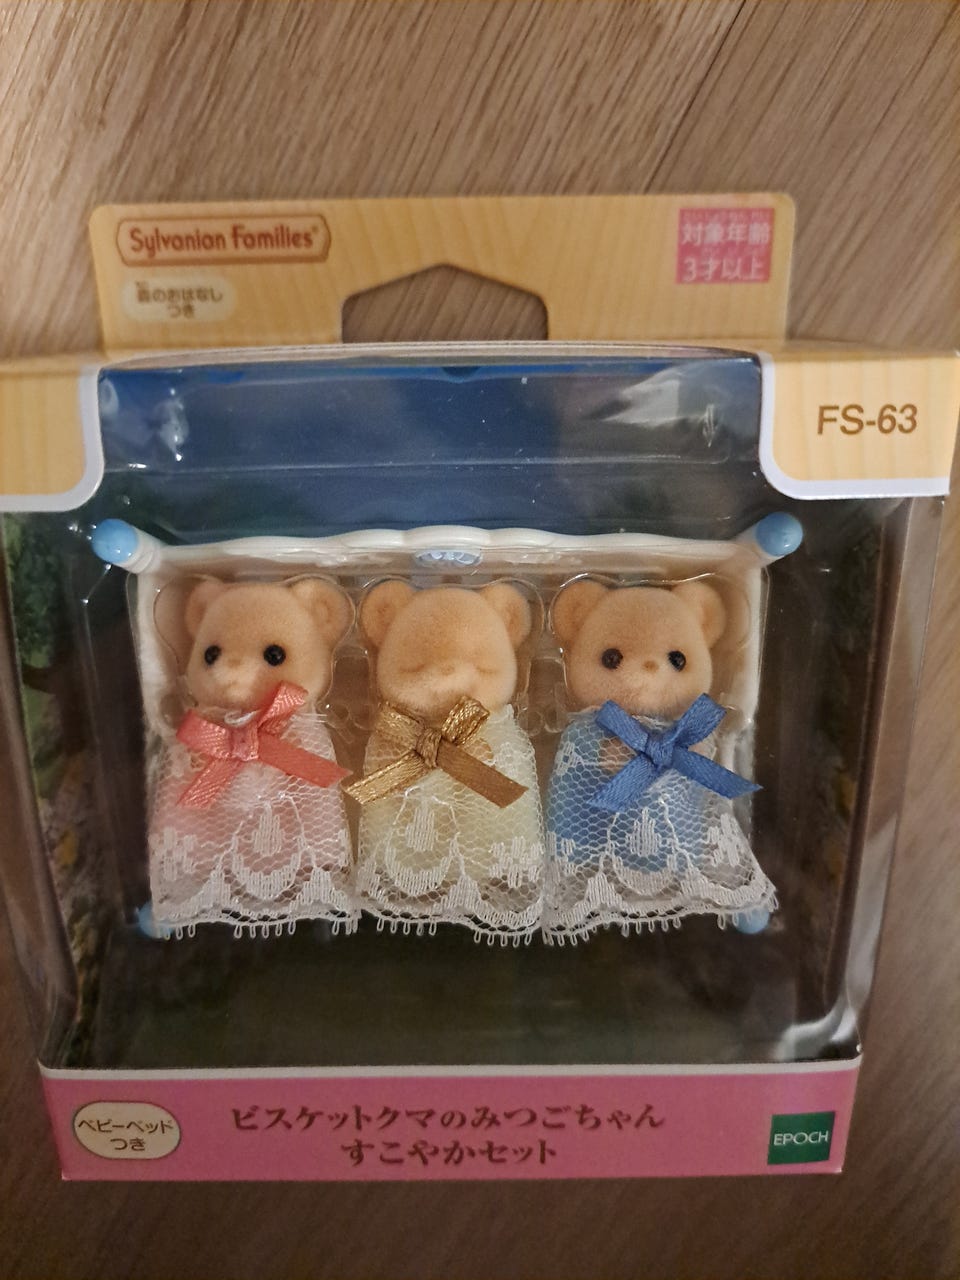 Sylvanian Families®
森のおはなし
つき
対象年齢
3才以上
FS-63
ベビーベッド
つき
ビスケットクマのみつごちゃん
すこやかセット
EPOCH